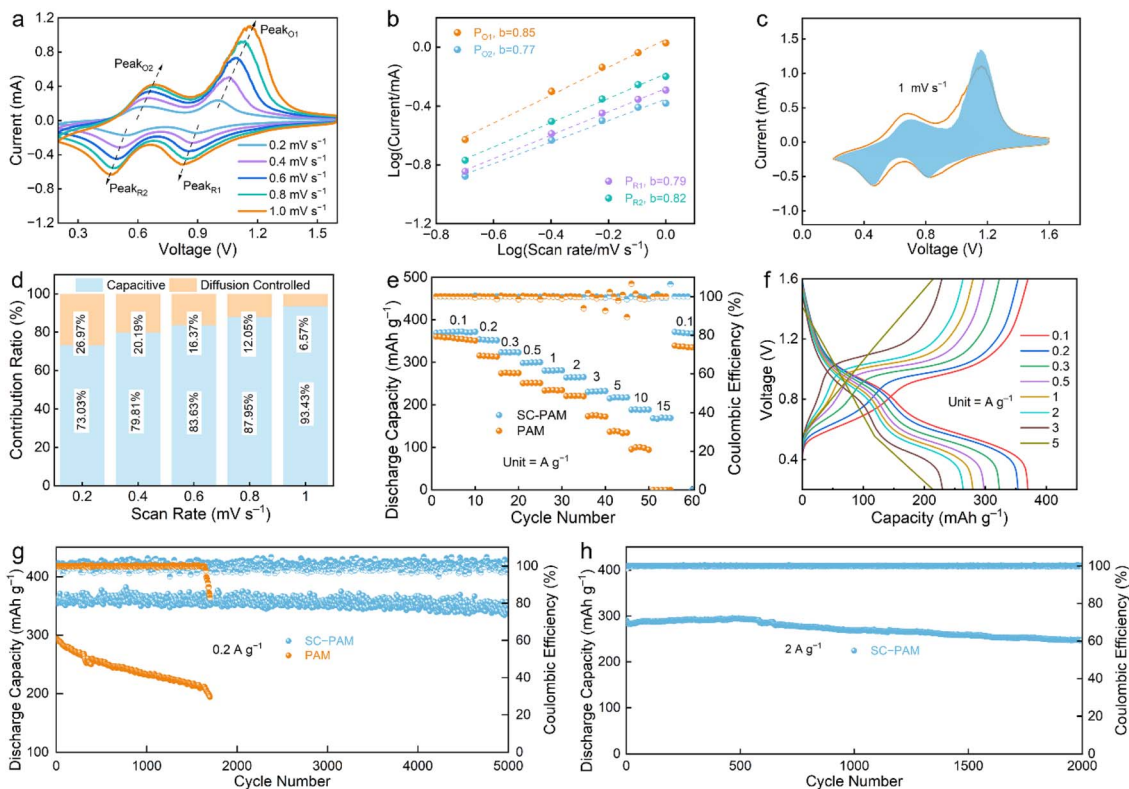 a
Peak_O1
Peak_O2
Peak_R2
Peak_R1
0.2 mV s⁻¹
0.4 mV s⁻¹
0.6 mV s⁻¹
0.8 mV s⁻¹
1.0 mV s⁻¹
Current (mA)
1.2
0.8
0.4
0.0
−0.4
−0.8
−1.2
0.3 0.6 0.9 1.2 1.5
Voltage (V)
b
P_O1, b=0.85
P_O2, b=0.77
P_R1, b=0.79
P_R2, b=0.82
Log(Current/mA)
0.0
−0.4
−0.8
−1.2
−0.8 −0.6 −0.4 −0.2 0.0
Log(Scan rate/mV s⁻¹)
c
1 mV s⁻¹
Current (mA)
1.5
1.0
0.5
0.0
−0.5
−1.0
0.0 0.4 0.8 1.2 1.6
Voltage (V)
d
Capacitive
Diffusion Controlled
Contribution Ratio (%)
100
80
60
40
20
0
26.97%
20.19%
16.37%
12.05%
6.57%
73.03%
79.81%
83.63%
87.95%
93.43%
0.2 0.4 0.6 0.8 1
Scan Rate (mV s⁻¹)
e
Discharge Capacity (mAh g⁻¹)
500
400
300
200
100
0
0.1
0.2
0.3
0.5
1
2
3
5
10
15
0.1
SC-PAM
PAM
Unit = A g⁻¹
100
80
60
40
20
0
Coulombic Efficiency (%)
0 10 20 30 40 50 60
Cycle Number
f
Voltage (V)
1.6
1.2
0.8
0.4
0.1
0.2
0.3
0.5
1
2
3
5
Unit = A g⁻¹
0 100 200 300 400
Capacity (mAh g⁻¹)
g
Discharge Capacity (mAh g⁻¹)
400
300
200
100
0.2 A g⁻¹
SC−PAM
PAM
100
80
60
40
20
0
Coulombic Efficiency (%)
0 1000 2000 3000 4000 5000
Cycle Number
h
Discharge Capacity (mAh g⁻¹)
400
300
200
100
2 A g⁻¹
SC−PAM
100
80
60
40
20
0
Coulombic Efficiency (%)
0 500 1000 1500 2000
Cycle Number